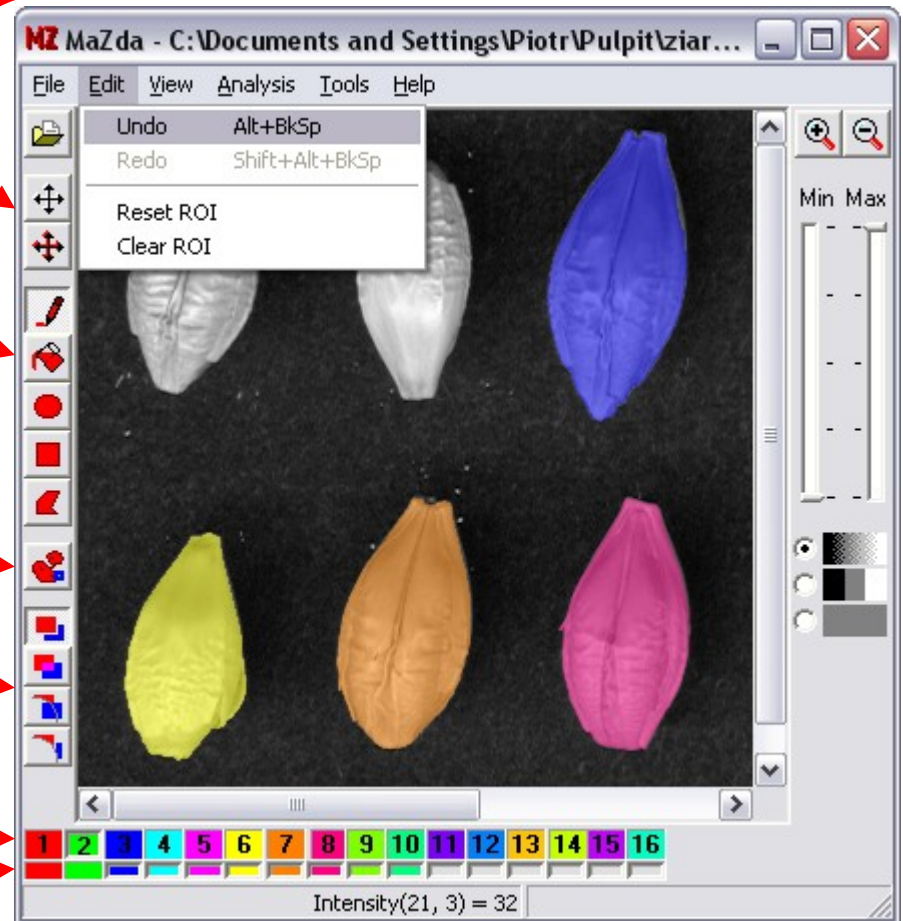 MZ MaZda - C:\Documents and Settings\Piotr\Pulpit\ziar...
File Edit View Analysis Tools Help
Undo Alt+BkSp
Redo Shift+Alt+BkSp
Reset ROI
Clear ROI
Min Max
1 2 3 4 5 6 7 8 9 10 11 12 13 14 15 16
Intensity(21, 3) = 32